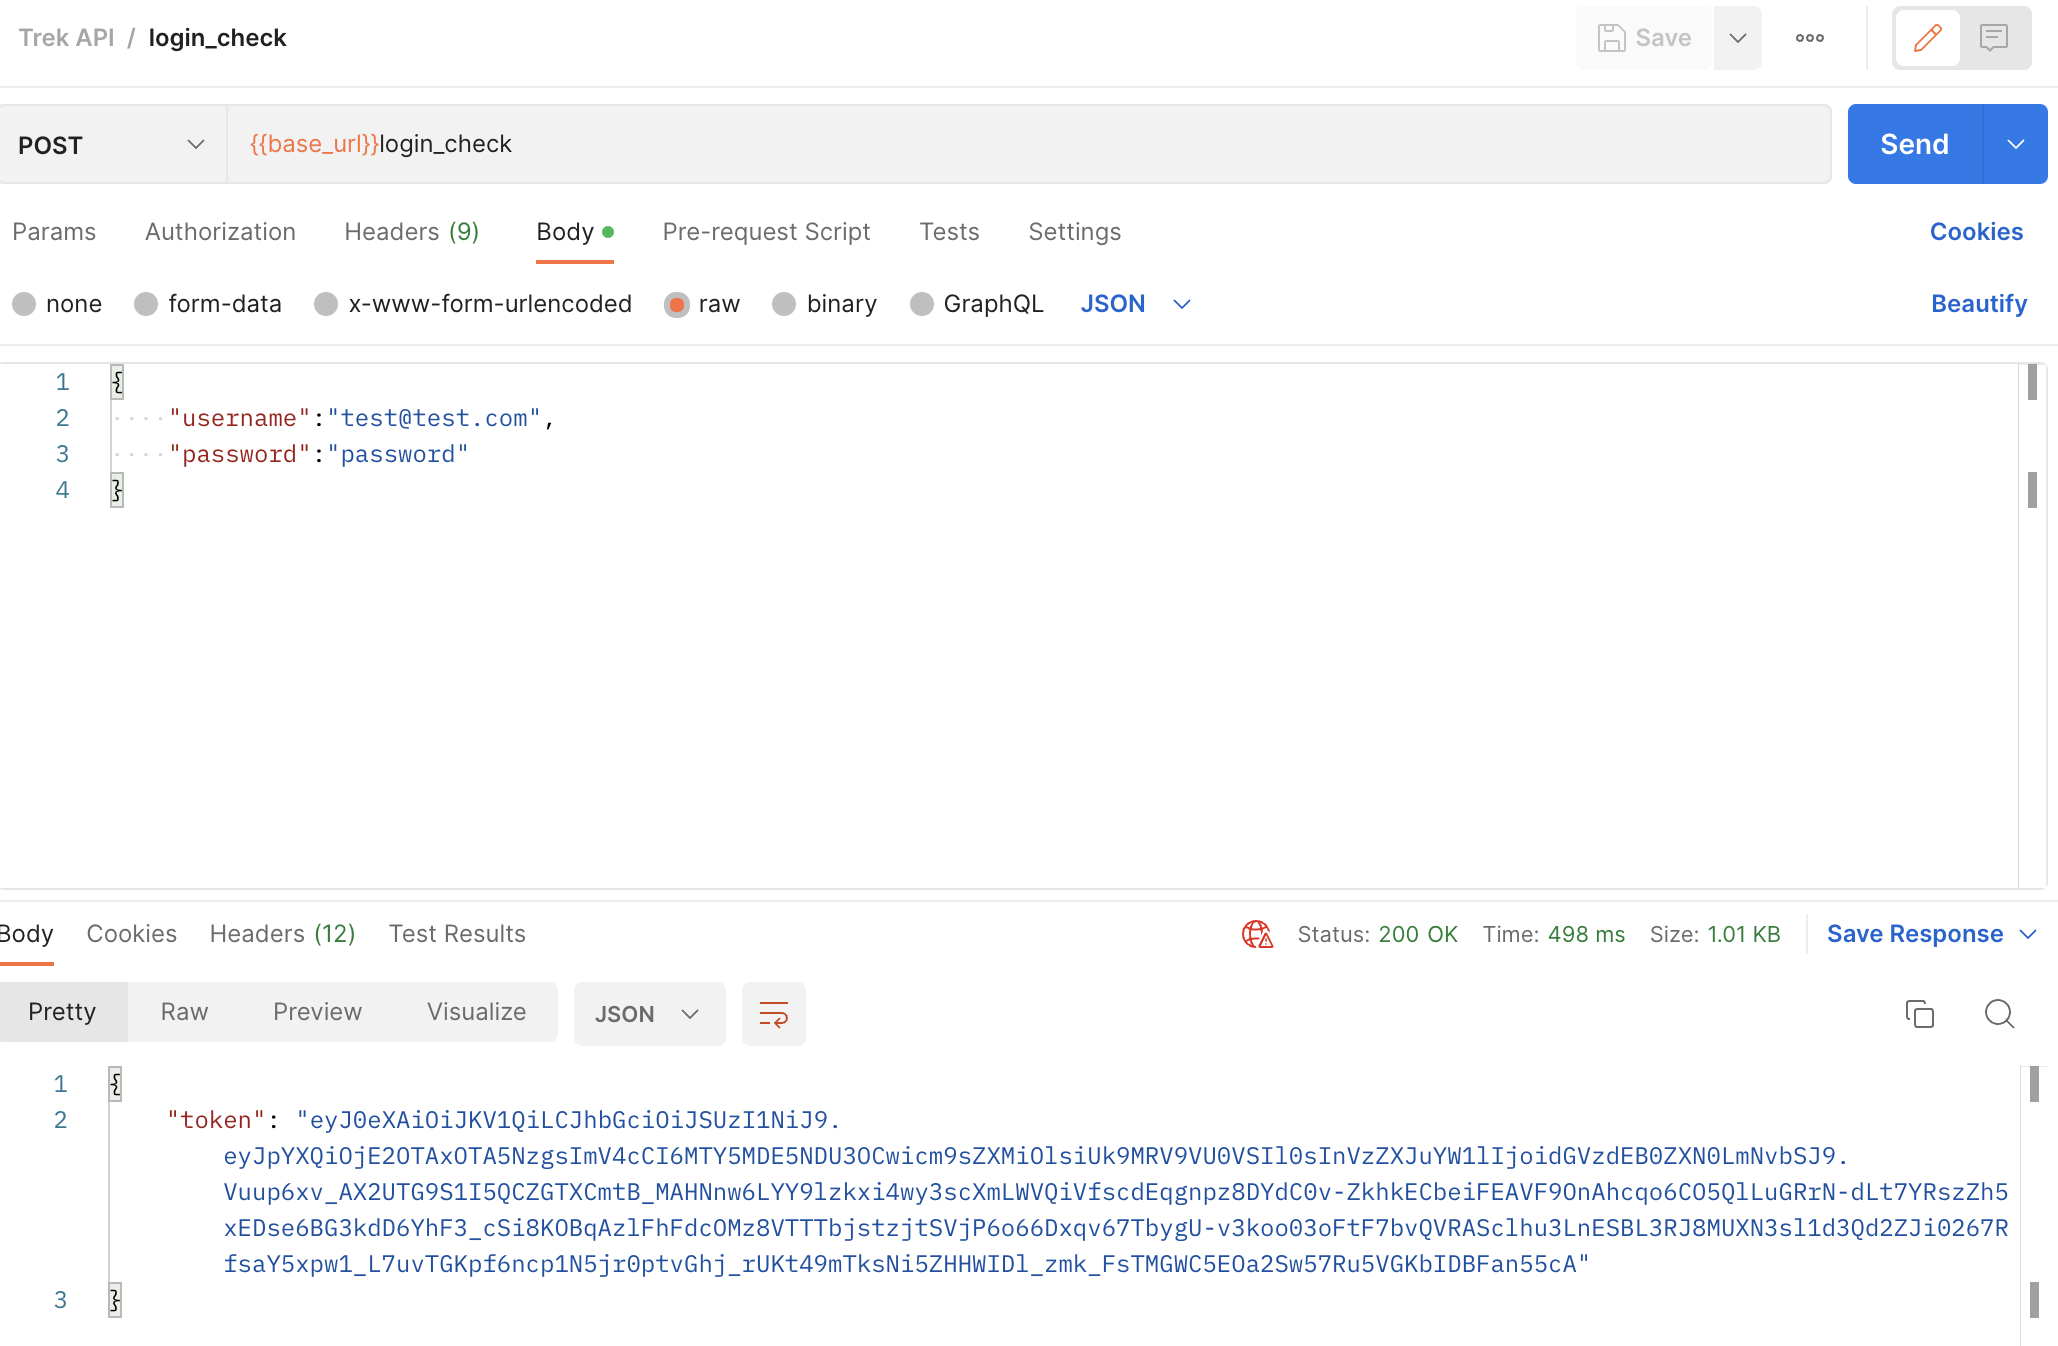 Trek API / login_check
Save
POST
{{base_url}}login_check
Send
Params Authorization Headers (9) Body Pre-request Script Tests Settings Cookies
none form-data x-www-form-urlencoded raw binary GraphQL JSON Beautify
1 {
2 ····"username":"test@test.com",
3 ····"password":"password"
4 }
Body Cookies Headers (12) Test Results Status: 200 OK Time: 498 ms Size: 1.01 KB Save Response
Pretty Raw Preview Visualize JSON
1 {
2 "token": "eyJ0eXAiOiJKV1QiLCJhbGciOiJSUzI1NiJ9.
eyJpYXQiOjE2OTAxOTA5NzgsImV4cCI6MTY5MDE5NDU3OCwicm9sZXMiOlsiUk9MRV9VU0VSIl0sInVzZXJuYW1lIjoidGVzdEB0ZXN0LmNvbSJ9.
Vuup6xv_AX2UTG9S1I5QCZGTXCmtB_MAHNnw6LYY9lzkxi4wy3scXmLWVQiVfscdEqgnpz8DYdC0v-ZkhkECbeiFEAVF9OnAhcqo6CO5QlLuGRrN-dLt7YRszZh5
xEDse6BG3kdD6YhF3_cSi8KOBqAzlFhFdcOMz8VTTTbjstzjtSVjP6o66Dxqv67TbygU-v3koo03oFtF7bvQVRASclhu3LnESBL3RJ8MUXN3sl1d3Qd2ZJi0267R
fsaY5xpw1_L7uvTGKpf6ncp1N5jr0ptvGhj_rUKt49mTksNi5ZHHWIDl_zmk_FsTMGWC5EOa2Sw57Ru5VGKbIDBFan55cA"
3 }